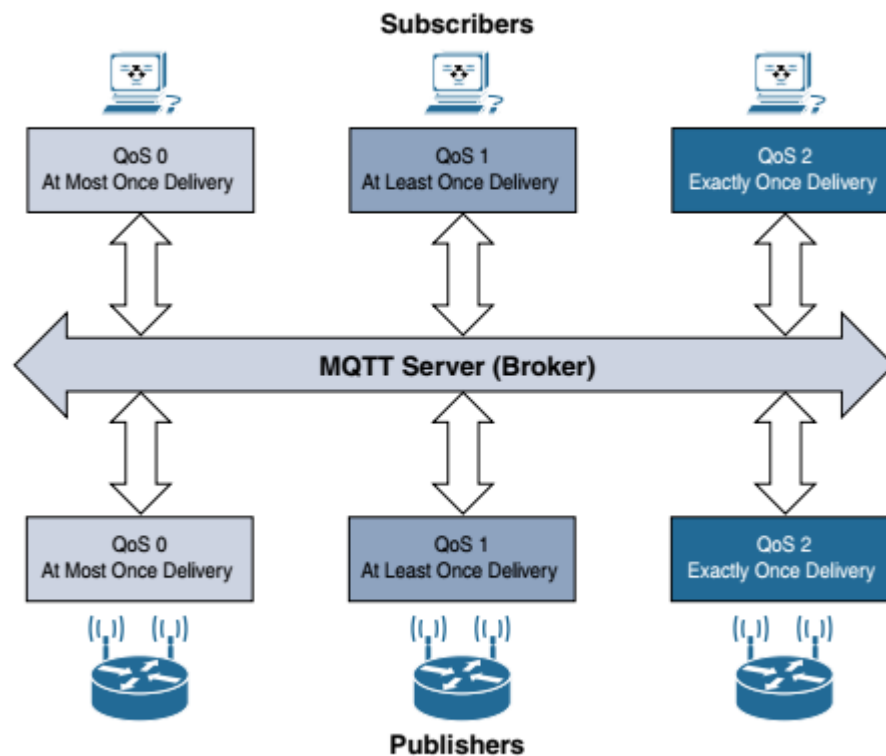 Subscribers
QoS 0
At Most Once Delivery
QoS 1
At Least Once Delivery
QoS 2
Exactly Once Delivery
MQTT Server (Broker)
QoS 0
At Most Once Delivery
QoS 1
At Least Once Delivery
QoS 2
Exactly Once Delivery
Publishers